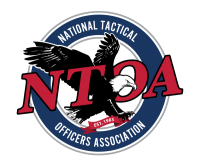 NATIONAL TACTICAL
NTOA
EST. 1983
OFFICERS ASSOCIATION